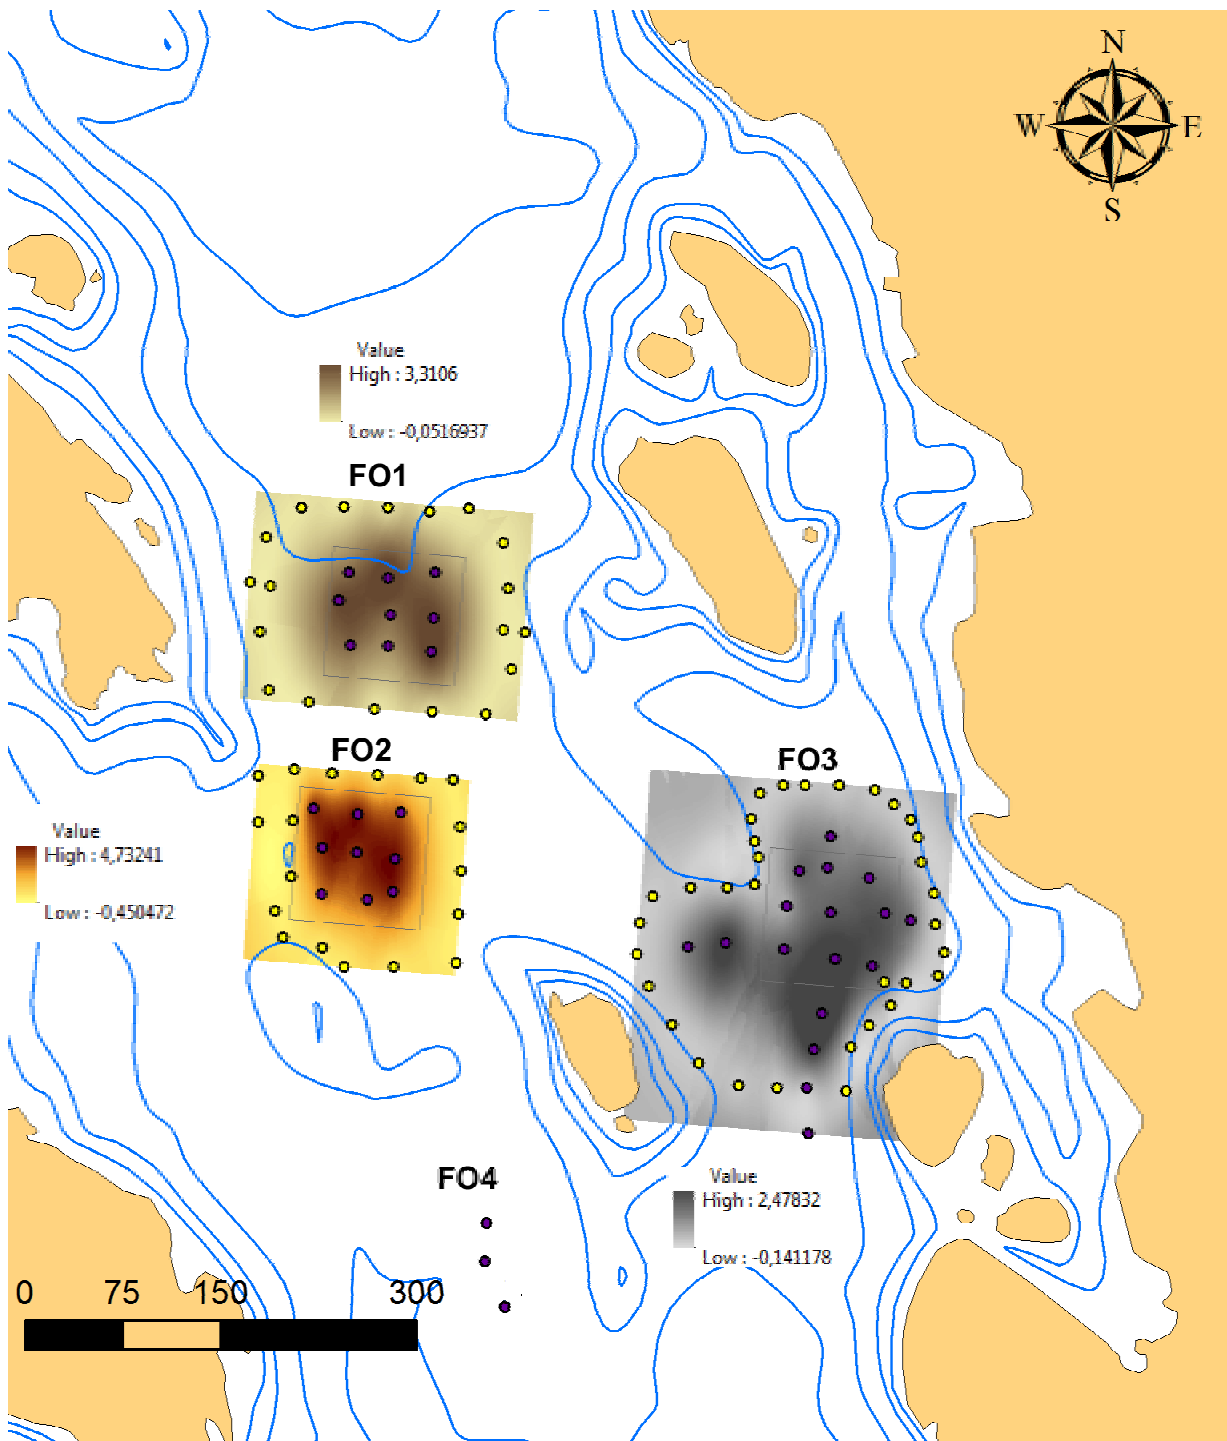 N
W E
S
Value
High : 3,3106
Low : -0,0516937
FO1
FO2
FO3
Value
High : 4,73241
Low : -0,450472
FO4
Value
High : 2,47832
Low : -0,141178
0 75 150 300